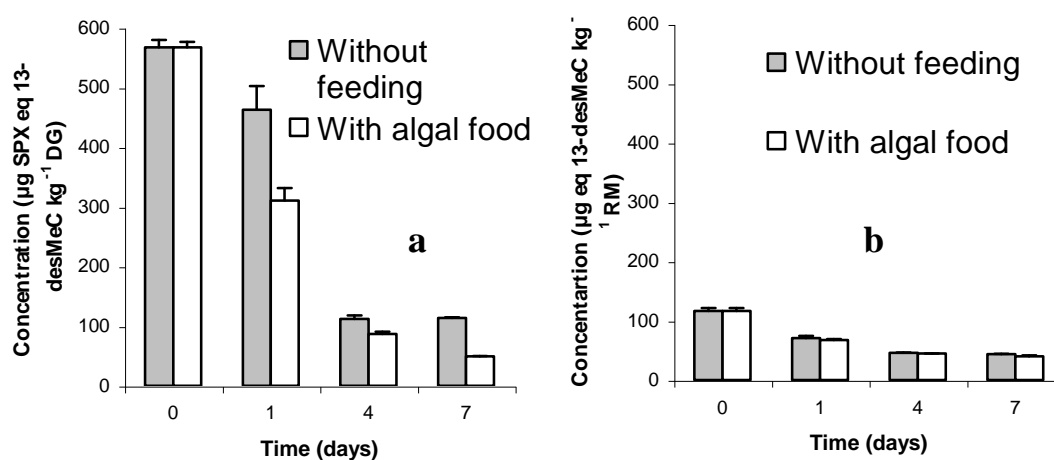 Concentration (µg SPX eq 13-
desMeC kg⁻¹ DG)
600
500
400
300
200
100
0
Without
feeding
With algal food
a
0 1 4 7
Time (days)
Concentartion (µg eq 13-desMeC kg⁻
¹ RM)
600
500
400
300
200
100
0
Without feeding
With algal food
b
0 1 4 7
Time (days)